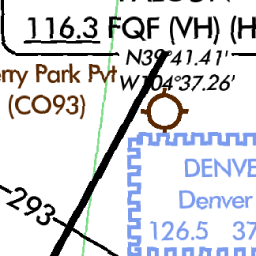 116.3 FQF (VH) (H
N39°41.41'
W104°37.26'
rry Park Pvt
(CO93)
DENVE
Denver
126.5 37
293